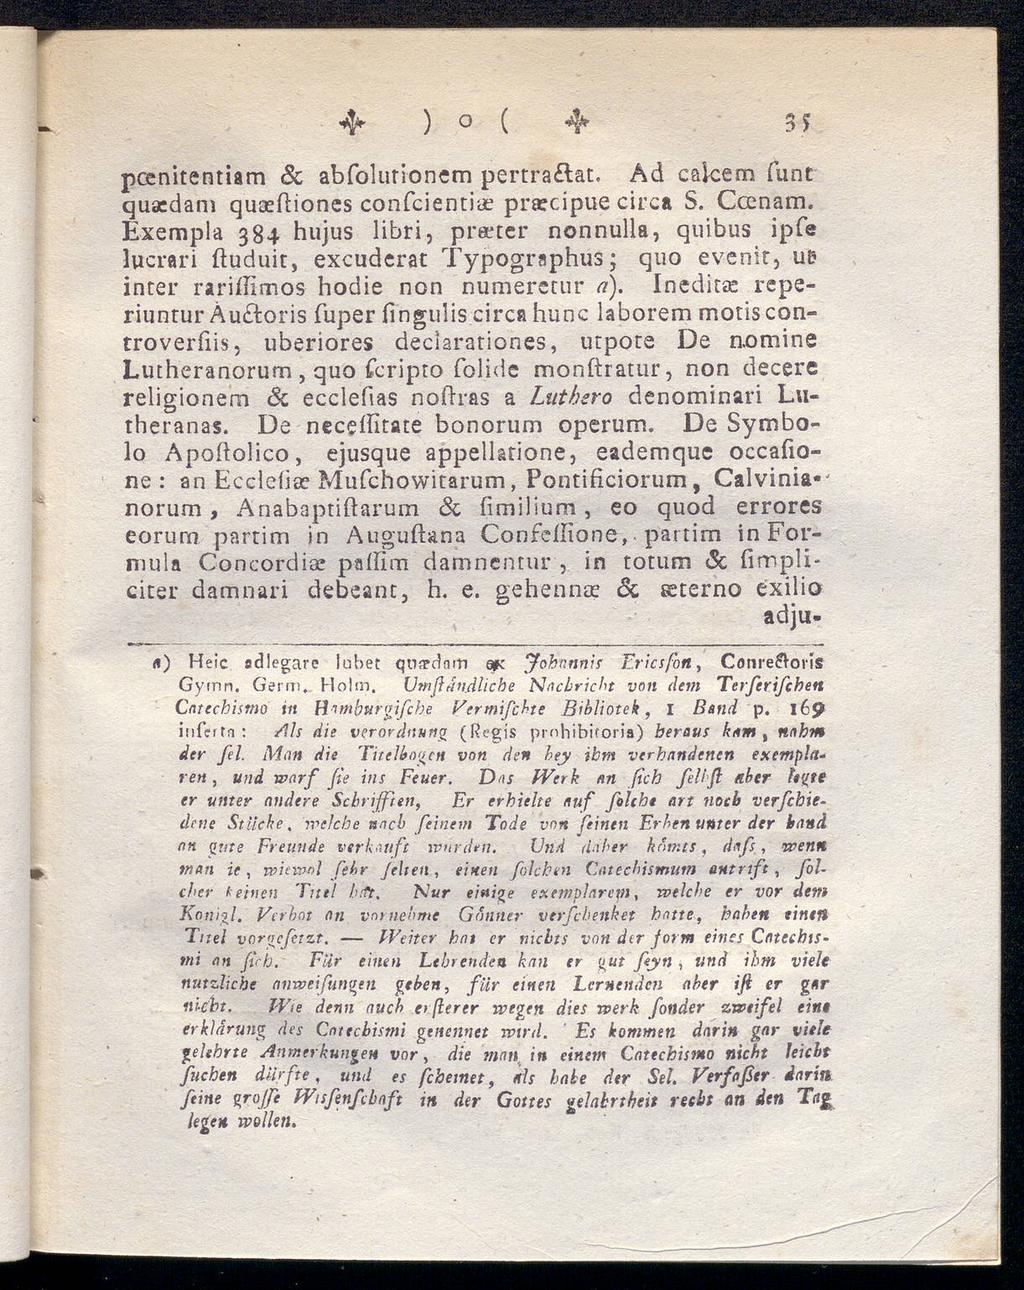 ) o ( 35
pœnitentiam & abſolutionem pertractat. Ad calcem ſunt
quædam quæſtiones conſcientiæ præcipue circa S. Cœnam.
Exempla 384 hujus libri, præter nonnulla, quibus ipſe
lucrari ſtuduit, excuderat Typographus; quo evenit, ut
inter rariſſimos hodie non numeretur a). Ineditæ repe-
riuntur Auctoris ſuper ſingulis circa hunc laborem motis con-
troverſiis, uberiores declarationes, utpote De nomine
Lutheranorum, quo ſcripto ſolide monſtratur, non decere
religionem & eccleſias noſtras a Luthero denominari Lu-
theranas. De neceſſitate bonorum operum. De Symbo-
lo Apoſtolico, ejusque appellatione, eademque occaſio-
ne: an Eccleſiæ Muſchowitarum, Pontificiorum, Calvinia-
norum, Anabaptiſtarum & ſimilium, eo quod errores
eorum partim in Auguſtana Confeſſione, partim in For-
mula Concordiæ paſſim damnentur, in totum & ſimpli-
citer damnari debeant, h. e. gehennæ & æterno exilio
adju-
a) Heic adlegare lubet quædam ex Johannis Ericsſon, Conrectoris
Gymn. Germ. Holm. Umſtändliche Nachricht von dem Terſeriſchen
Catechismo in Hamburgiſche Vermiſchte Bibliotek, 1 Band p. 169
inſerta: Als die verordnung (Regis prohibitoria) heraus kam, nahm
der ſel. Man die Titelbogen von den bey ihm verhandenen exempla-
ren, und warf ſie ins Feuer. Das Werk an ſich ſelbſt aber legte
er unter andere Schrifften, Er erhielte auf ſolche art noch verſchie-
dene Stücke, welche nach ſeinem Tode von ſeinen Erben unter der hand
an gute Freunde verkauft wurden. Und daher kömts, daſs, wenn
man ie, wiewol ſehr ſelten, einen ſolchen Catechismum antrift, ſol-
cher keinen Titel hat. Nur einige exemplarem, welche er vor dem
Konigl. Verbot an vornehme Gönner verſchenket hatte, haben einen
Titel vorgeſetzt. — Weiter hat er nichts von der form eines Catechis-
mi an ſich. Für einen Lehrenden kan er gut ſeyn, und ihm viele
nutzliche anweiſungen geben, für einen Lernenden aber iſt er gar
nicht. Wie denn auch erſterer wegen dies werk ſonder zweifel eine
erklärung des Catechismi genennet wird. Es kommen darin gar viele
gelehrte Anmerkungen vor, die man in einem Catechismo nicht leicht
ſuchen dürfte, und es ſcheinet, als habe der Sel. Verfaßer darin
ſeine groſſe Wisſenſchaft in der Gottes gelahrtheit recht an den Tag
legen wollen.